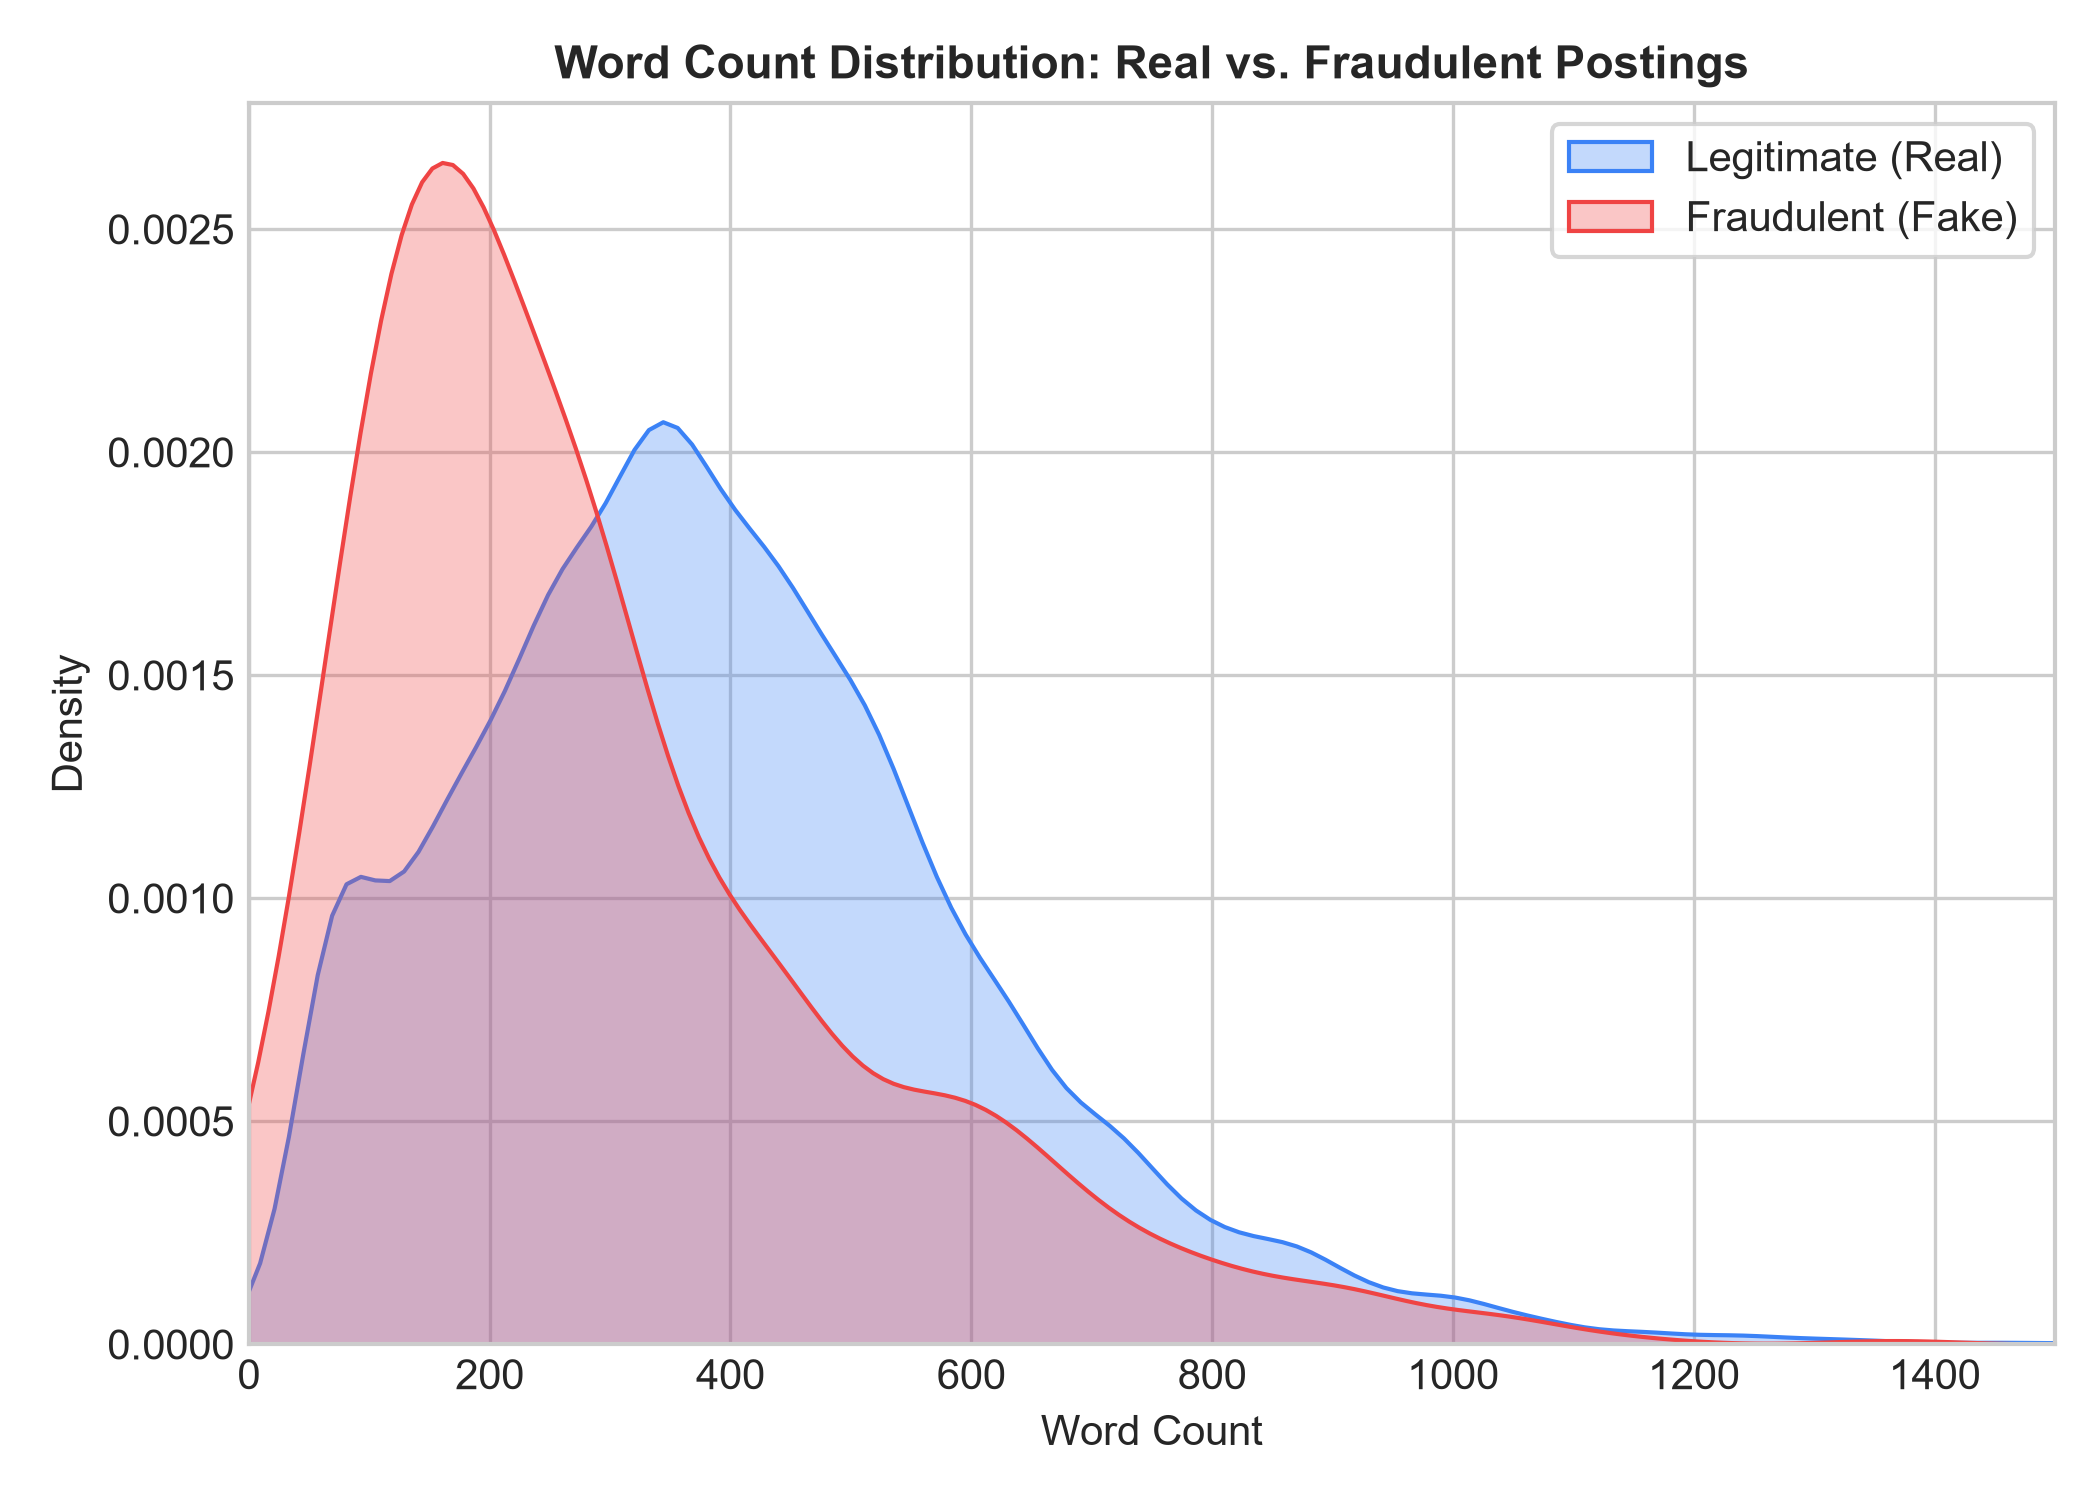 Word Count Distribution: Real vs. Fraudulent Postings
Legitimate (Real)
Fraudulent (Fake)
Density
0.0025
0.0020
0.0015
0.0010
0.0005
0.0000
0 200 400 600 800 1000 1200 1400
Word Count